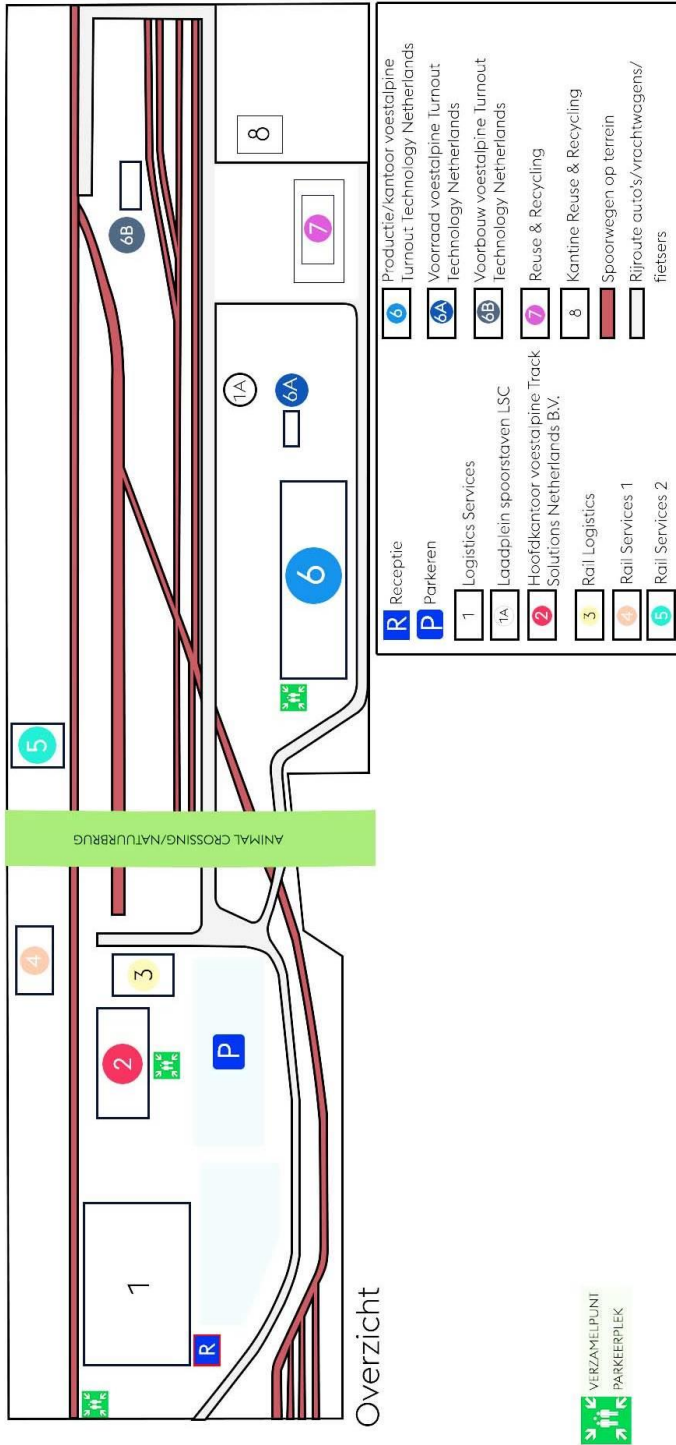 5
6B
4
ANIMAL CROSSING/NATUURBRUG
3
2
1
P
R
6
6A
1A
7
8
Overzicht
R Receptie
P Parkeren
1 Logistics Services
1A Laadplein spoorstaven LSC
2 Hoofdkantoor voestalpine Track
Solutions Netherlands B.V.
3 Rail Logistics
4 Rail Services 1
5 Rail Services 2
6 Productie/kantoor voestalpine
Turnout Technology Netherlands
6A Voorraad voestalpine Turnout
Technology Netherlands
6B Voorbouw voestalpine Turnout
Technology Netherlands
7 Reuse & Recycling
8 Kantine Reuse & Recycling
Spoorwegen op terrein
Rijroute auto's/vrachtwagens/
fietsers
VERZAMELPUNT
PARKEERPLEK